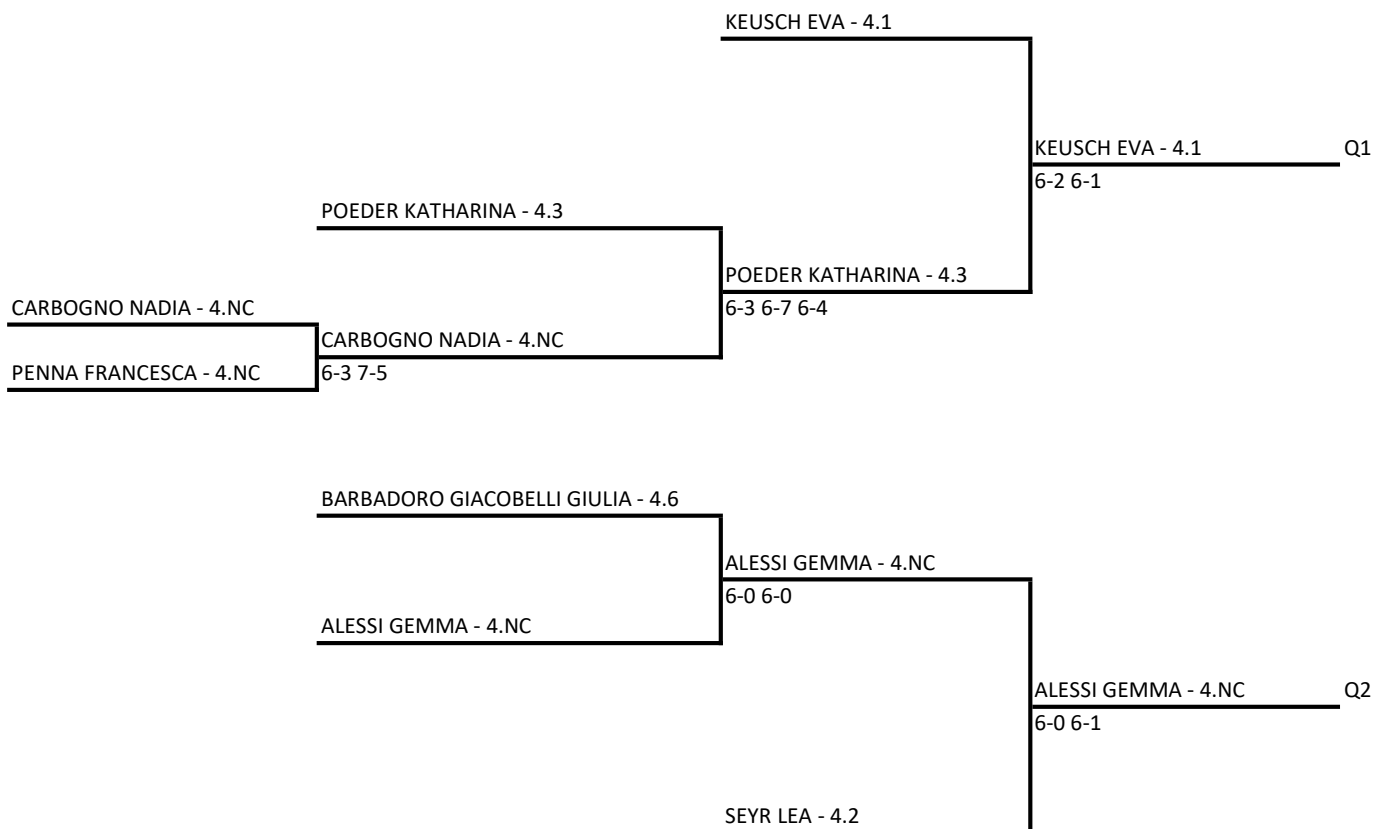 KEUSCH EVA - 4.1
KEUSCH EVA - 4.1 Q1
6-2 6-1
POEDER KATHARINA - 4.3
POEDER KATHARINA - 4.3
CARBOGNO NADIA - 4.NC
6-3 6-7 6-4
CARBOGNO NADIA - 4.NC
PENNA FRANCESCA - 4.NC
6-3 7-5
BARBADORO GIACOBELLI GIULIA - 4.6
ALESSI GEMMA - 4.NC
6-0 6-0
ALESSI GEMMA - 4.NC
ALESSI GEMMA - 4.NC Q2
6-0 6-1
SEYR LEA - 4.2